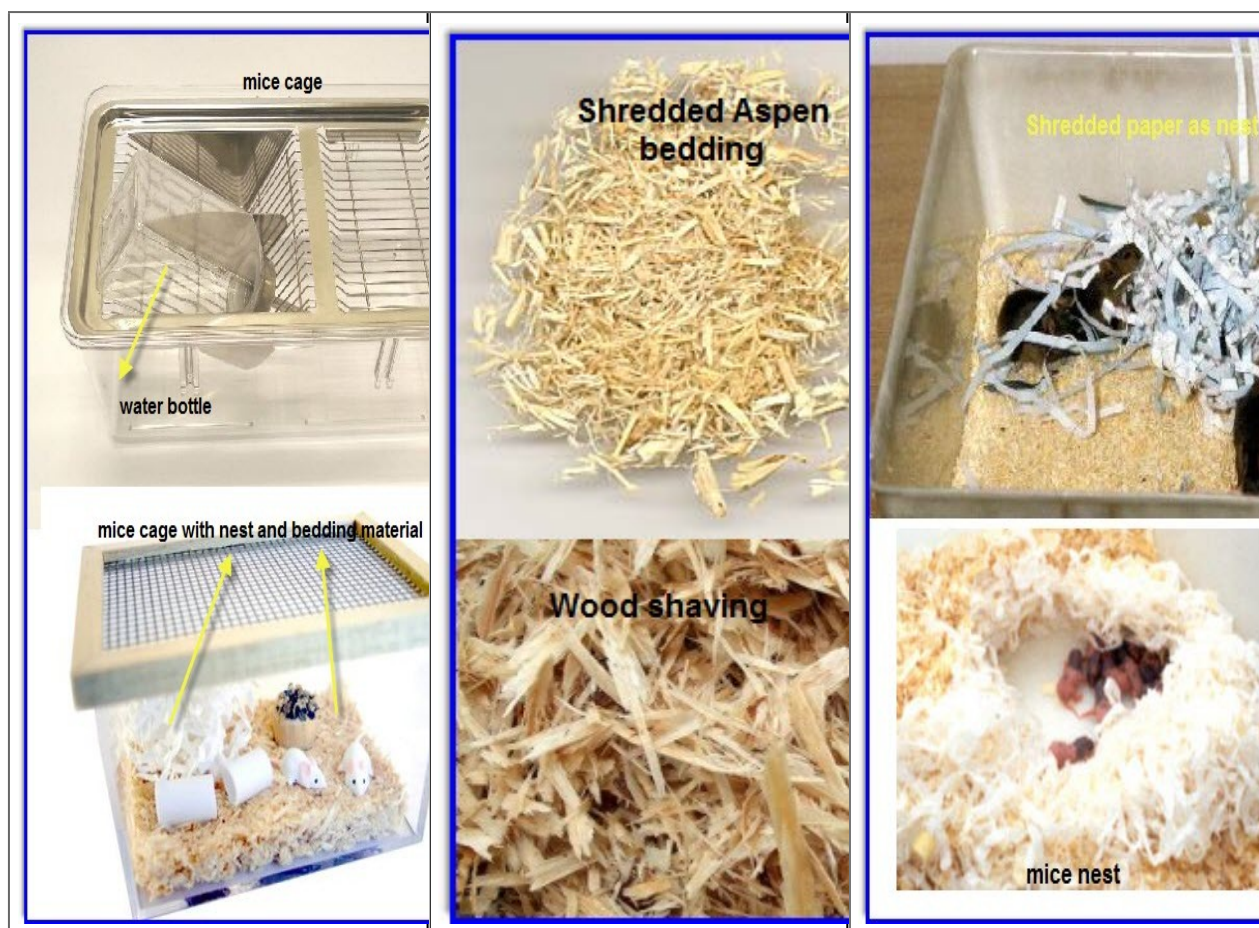 mice cage
water bottle
mice cage with nest and bedding material
Shredded Aspen
bedding
Wood shaving
Shredded paper as nest
mice nest